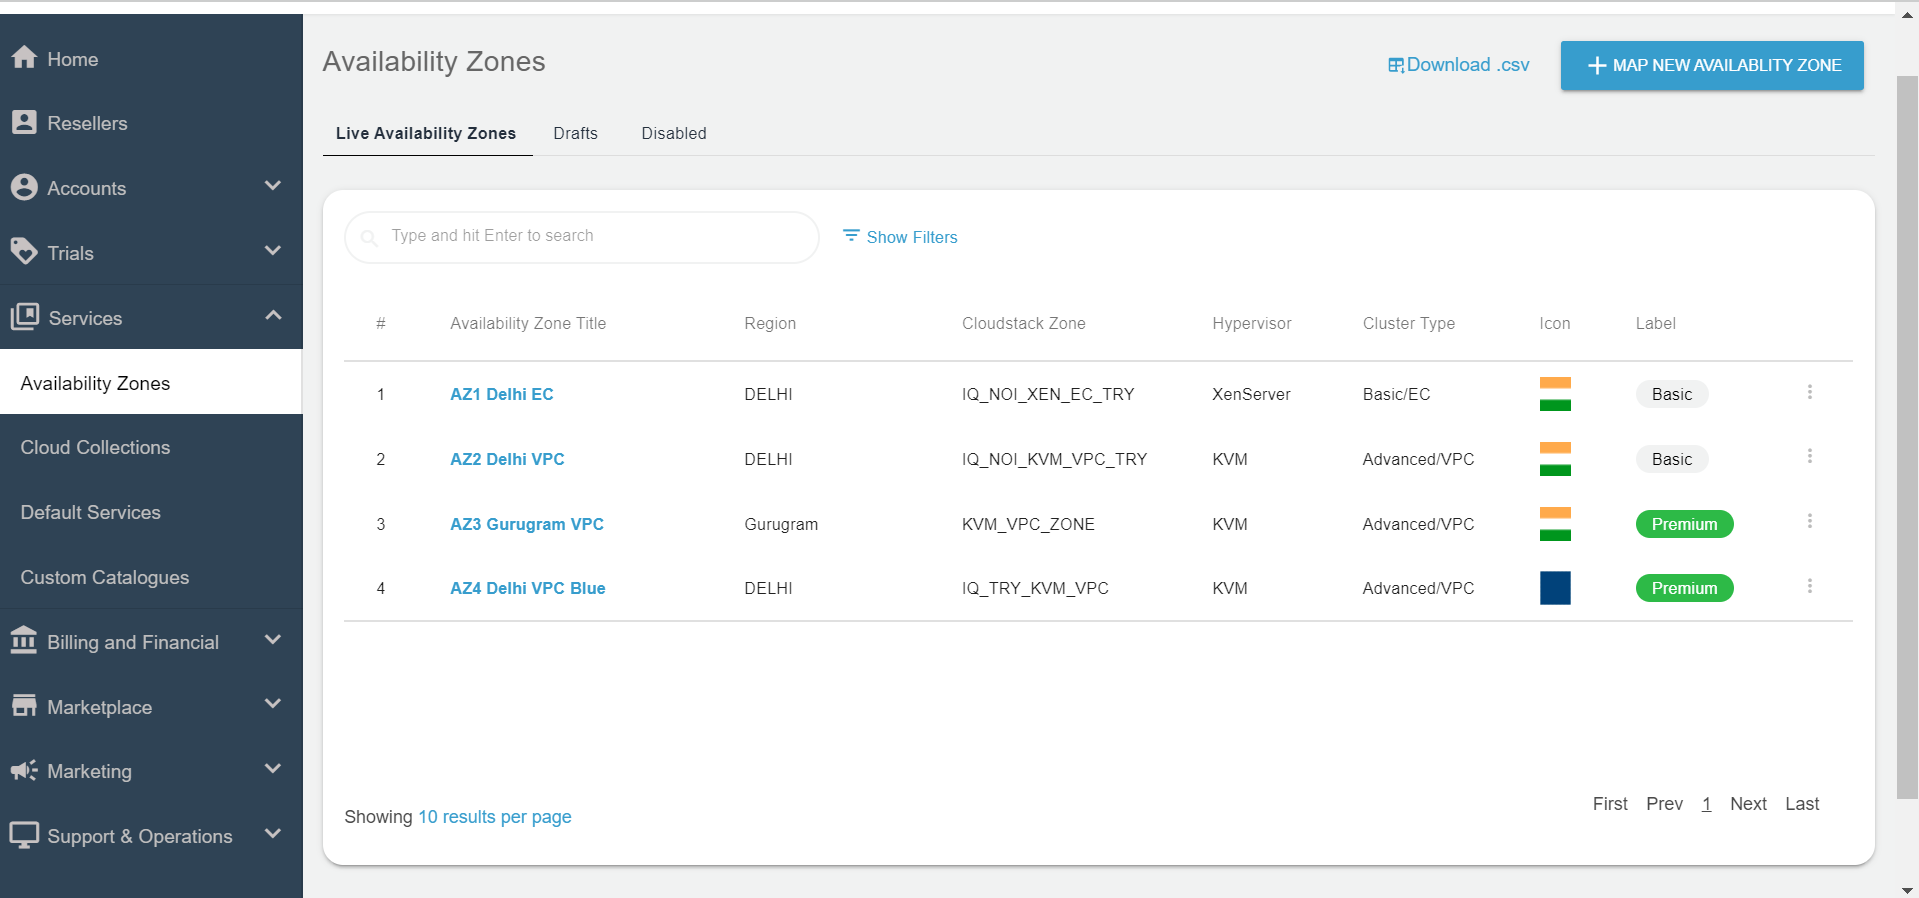 Home
Resellers
Accounts
Trials
Services
Availability Zones
Cloud Collections
Default Services
Custom Catalogues
Billing and Financial
Marketplace
Marketing
Support & Operations
Availability Zones
Download .csv
MAP NEW AVAILABLITY ZONE
Live Availability Zones Drafts Disabled
Type and hit Enter to search
Show Filters
# Availability Zone Title Region Cloudstack Zone Hypervisor Cluster Type Icon Label
1 AZ1 Delhi EC DELHI IQ_NOI_XEN_EC_TRY XenServer Basic/EC Basic
2 AZ2 Delhi VPC DELHI IQ_NOI_KVM_VPC_TRY KVM Advanced/VPC Basic
3 AZ3 Gurugram VPC Gurugram KVM_VPC_ZONE KVM Advanced/VPC Premium
4 AZ4 Delhi VPC Blue DELHI IQ_TRY_KVM_VPC KVM Advanced/VPC Premium
Showing 10 results per page
First Prev 1 Next Last